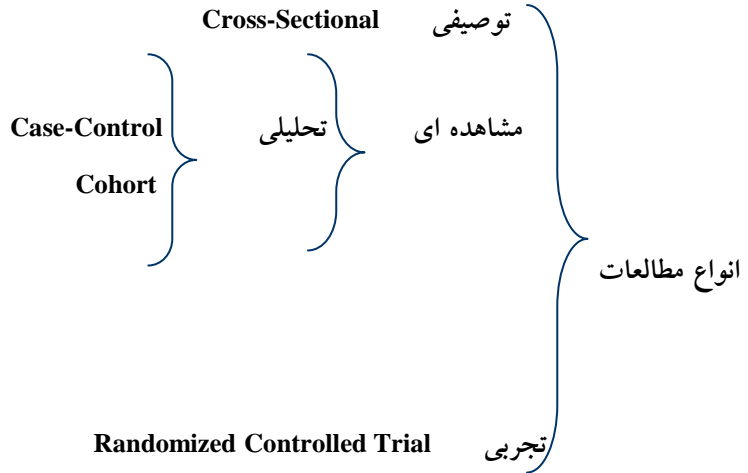 توصیفی Cross-Sectional
مشاهده ای تحلیلی Case-Control
Cohort
انواع مطالعات
تجربی Randomized Controlled Trial